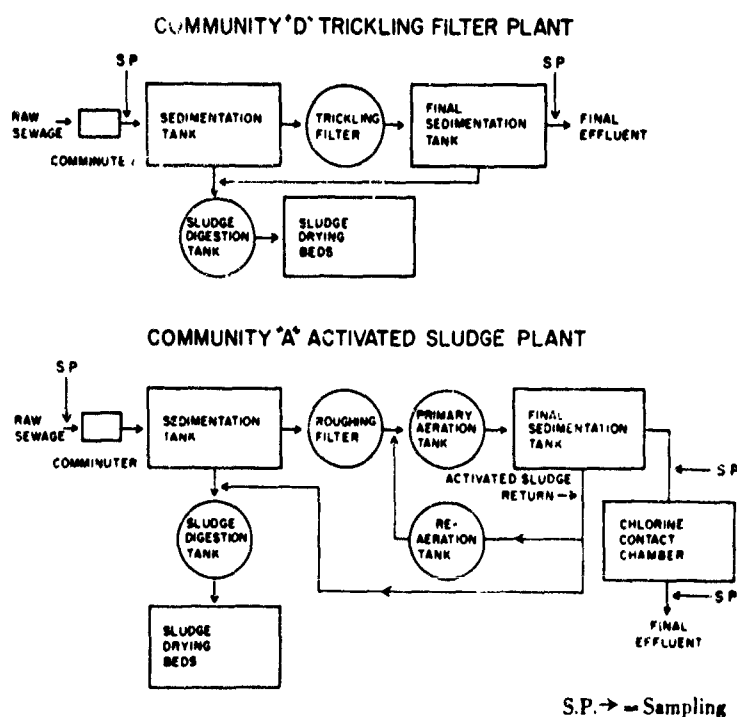 COMMUNITY "D" TRICKLING FILTER PLANT
S P
RAW
SEWAGE
COMMINUTE
SEDIMENTATION
TANK
TRICKLING
FILTER
FINAL
SEDIMENTATION
TANK
S P
FINAL
EFFLUENT
SLUDGE
DIGESTION
TANK
SLUDGE
DRYING
BEDS
COMMUNITY "A" ACTIVATED SLUDGE PLANT
S P
RAW
SEWAGE
COMMINUTER
SEDIMENTATION
TANK
ROUGHING
FILTER
PRIMARY
AERATION
TANK
FINAL
SEDIMENTATION
TANK
ACTIVATED SLUDGE
RETURN →
S P
SLUDGE
DIGESTION
TANK
RE-
AERATION
TANK
CHLORINE
CONTACT
CHAMBER
S P
FINAL
EFFLUENT
SLUDGE
DRYING
BEDS
S.P.→ = Sampling